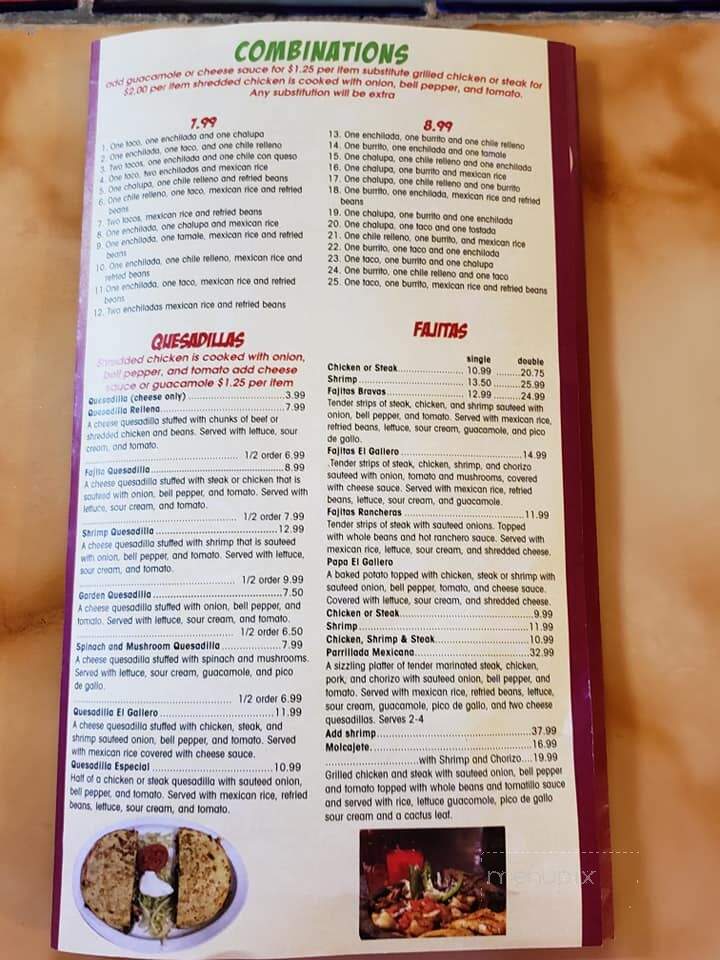 COMBINATIONS
add guacamole or cheese sauce for $1.25 per item substitute grilled chicken or steak for
$2.00 per item shredded chicken is cooked with onion, bell pepper, and tomato.
Any substitution will be extra
7.99
1. One taco, one enchilada and one chalupa
2. One enchilada, one taco, and one chile relleno
3. Two tacos, one enchilada and one chile con queso
4. One taco, two enchiladas and mexican rice
5. One chalupa, one chile relleno and refried beans
6. One chile relleno, one taco, mexican rice and refried
beans
7. Two tacos, mexican rice and refried beans
8. One enchilada, one chalupa and mexican rice
9. One enchilada, one tamale, mexican rice and refried
beans
10. One enchilada, one chile relleno, mexican rice and
refried beans
11.One enchilada, one taco, mexican rice and refried
beans
12. Two enchiladas mexican rice and refried beans
8.99
13. One enchilada, one burrito and one chile relleno
14. One burrito, one enchilada and one tamale
15. One chalupa, one chile relleno and one enchilada
16. One chalupa, one burrito and mexican rice
17. One chalupa, one chile relleno and one burrito
18. One burrito, one enchilada, mexican rice and refried
beans
19. One chalupa, one burrito and one enchilada
20. One chalupa, one taco and one tostada
21. One chile relleno, one burrito, and mexican rice
22. One burrito, one taco and one enchilada
23. One taco, one burrito and one chalupa
24. One burrito, one chile relleno and one taco
25. One taco, one burrito, mexican rice and refried beans
QUESADILLAS
Shredded chicken is cooked with onion,
bell pepper, and tomato add cheese
sauce or guacamole $1.25 per item
Quesadilla (cheese only) ........................3.99
Quesadilla Rellena................................7.99
A cheese quesadilla stuffed with chunks of beef or
shredded chicken and beans. Served with lettuce, sour
cream, and tomato.
........................................ 1/2 order 6.99
Fajita Quesadilla..................................8.99
A cheese quesadilla stuffed with steak or chicken that is
sauteed with onion, bell pepper, and tomato. Served with
lettuce, sour cream, and tomato.
........................................ 1/2 order 7.99
Shrimp Quesadilla ...............................12.99
A cheese quesadilla stuffed with shrimp that is sauteed
with onion, bell pepper, and tomato. Served with lettuce,
sour cream, and tomato.
........................................ 1/2 order 9.99
Garden Quesadilla ................................7.50
A cheese quesadilla stuffed with onion, bell pepper, and
tomato. Served with lettuce, sour cream, and tomato.
........................................ 1/2 order 6.50
Spinach and Mushroom Quesadilla ...............7.99
A cheese quesadilla stuffed with spinach and mushrooms.
Served with lettuce, sour cream, guacamole, and pico
de gallo.
........................................ 1/2 order 6.99
Quesadilla El Gallero .............................11.99
A cheese quesadilla stuffed with chicken, steak, and
shrimp sauteed onion, bell pepper, and tomato. Served
with mexican rice covered with cheese sauce.
Quesadilla Especial ...............................10.99
Half of a chicken or steak quesadilla with sauteed onion,
bell pepper, and tomato. Served with mexican rice, refried
beans, lettuce, sour cream, and tomato.
FAJITAS
single double
Chicken or Steak................... 10.99 ........20.75
Shrimp............................. 13.50 ........25.99
Fajitas Bravas..................... 12.99 ........24.99
Tender strips of steak, chicken, and shrimp sauteed with
onion, bell pepper, and tomato. Served with mexican rice,
refried beans, lettuce, sour cream, guacamole, and pico
de gallo.
Fajitas El Gallero ..............................14.99
.Tender strips of steak, chicken, shrimp, and chorizo
sauteed with onion, tomato and mushrooms, covered
with cheese sauce. Served with mexican rice, refried
beans, lettuce, sour cream, and guacamole.
Fajitas Rancheras ..............................11.99
Tender strips of steak with sauteed onions. Topped
with whole beans and hot ranchero sauce. Served with
mexican rice, lettuce, sour cream, and shredded cheese.
Papa El Gallero
A baked potato topped with chicken, steak or shrimp with
sauteed onion, bell pepper, tomato, and cheese sauce.
Covered with lettuce, sour cream, and shredded cheese.
Chicken or Steak.................................9.99
Shrimp..........................................11.99
Chicken, Shrimp & Steak.........................10.99
Parrillada Mexicana.............................32.99
A sizzling platter of tender marinated steak, chicken,
pork, and chorizo with sauteed onion, bell pepper, and
tomato. Served with mexican rice, refried beans, lettuce,
sour cream, guacamole, pico de gallo, and two cheese
quesadillas. Serves 2-4
Add shrimp......................................37.99
Molcajete.......................................16.99
.......................with Shrimp and Chorizo....19.99
Grilled chicken and steak with sauteed onion, bell pepper
and tomato topped with whole beans and tomatillo sauce
and served with rice, lettuce guacomole, pico de gallo
sour cream and a cactus leaf.
menupix